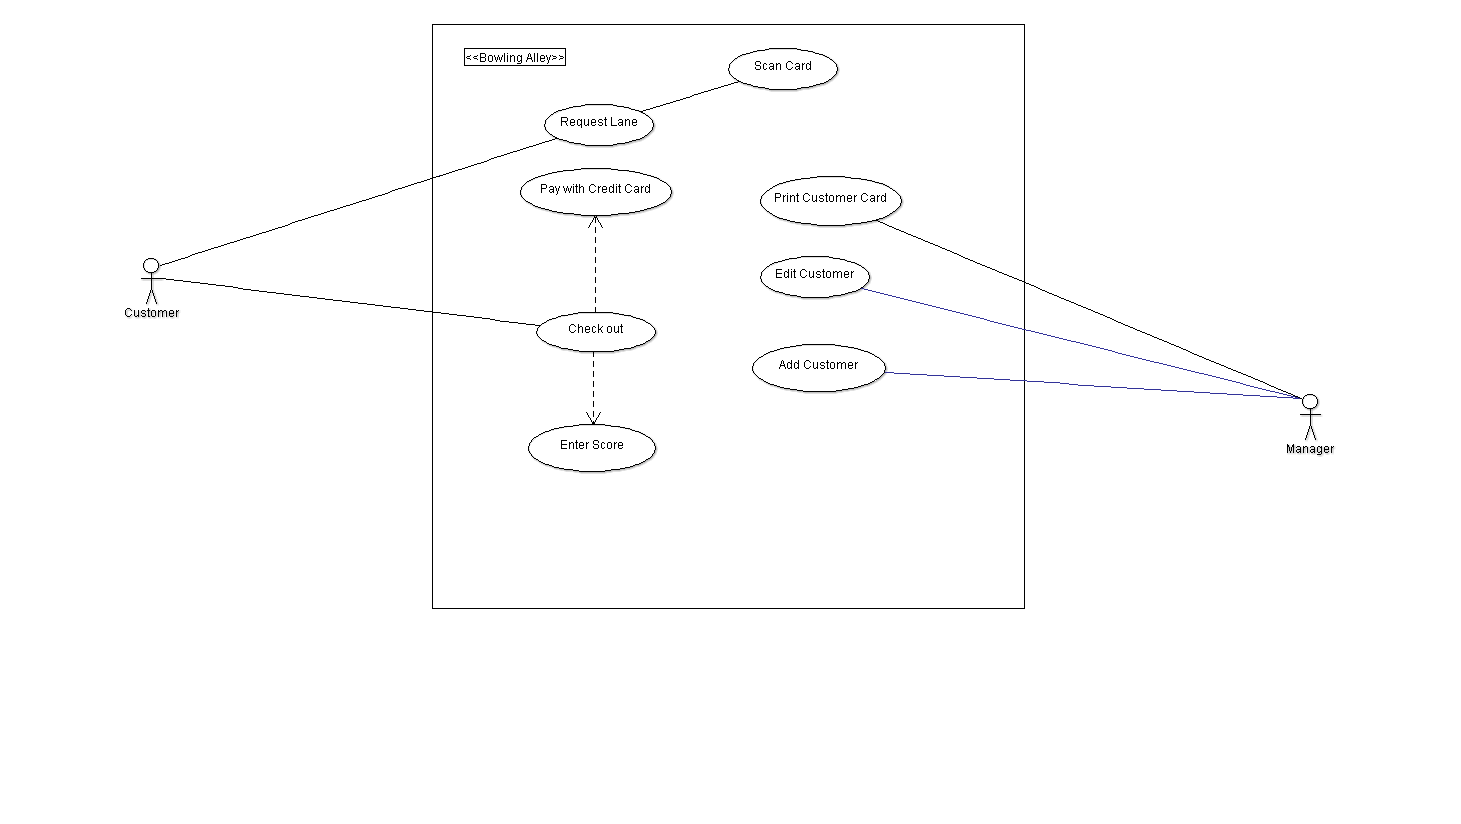 <<Bowling Alley>>
Scan Card
Request Lane
Pay with Credit Card
Print Customer Card
Edit Customer
Customer
Check out
Add Customer
Enter Score
Manager